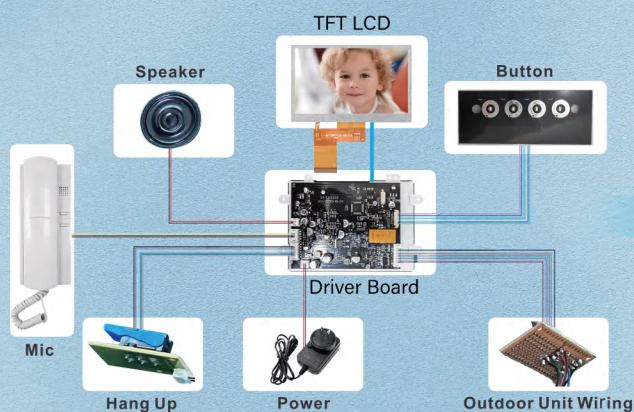 TFT LCD
Speaker
Button
Driver Board
Mic
Hang Up
Power
Outdoor Unit Wiring